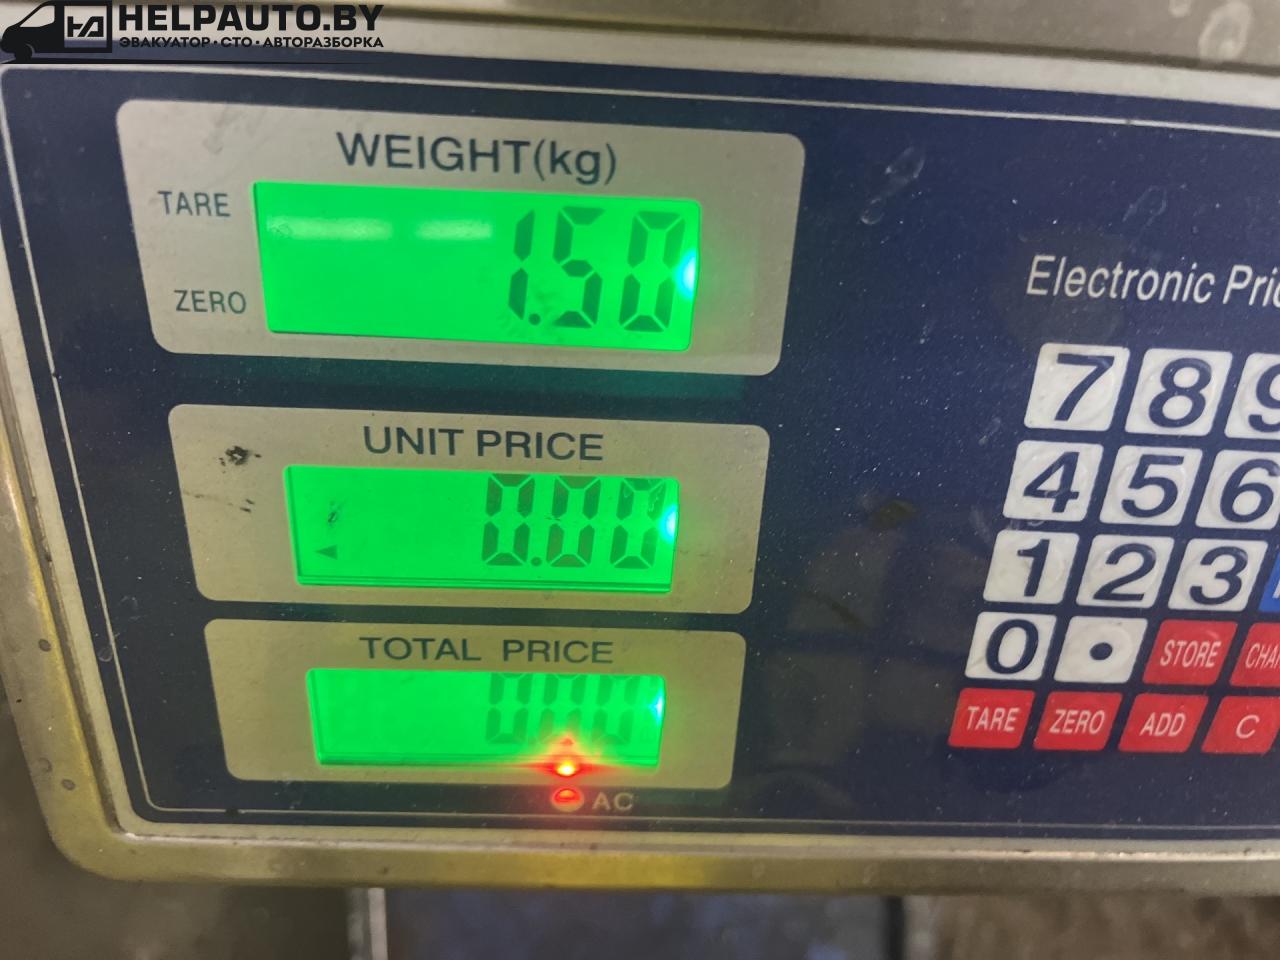 HELPAUTO.BY
ЭВАКУАТОР · СТО · АВТОРАЗБОРКА
WEIGHT(kg)
TARE
ZERO
1.50
UNIT PRICE
0.00
TOTAL PRICE
0.00
AC
Electronic
7 8 9
4 5 6
1 2 3
0 . STORE
TARE ZERO ADD C